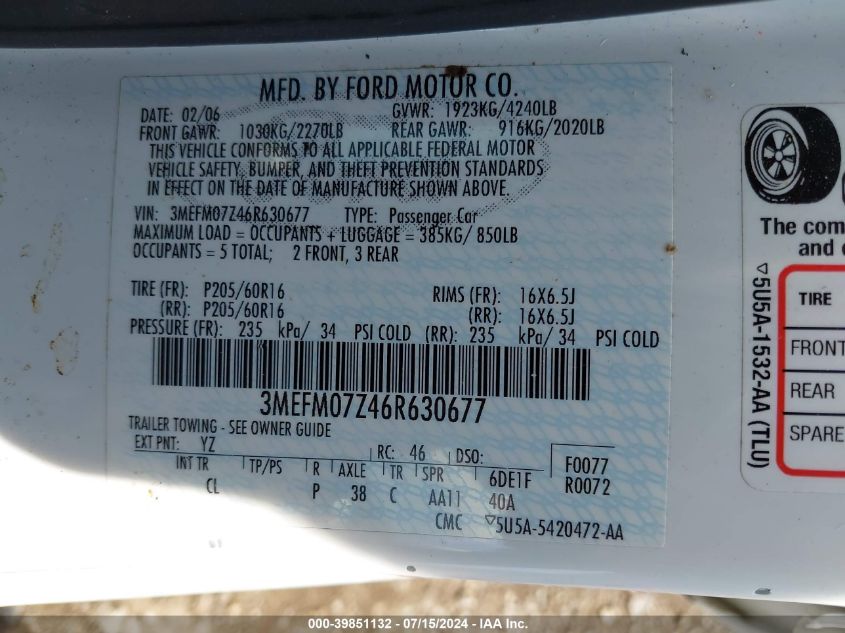 MFD. BY FORD MOTOR CO.
DATE: 02/06 GVWR: 1923KG/4240LB
FRONT GAWR: 1030KG/2270LB REAR GAWR: 916KG/2020LB
THIS VEHICLE CONFORMS TO ALL APPLICABLE FEDERAL MOTOR
VEHICLE SAFETY, BUMPER, AND THEFT PREVENTION STANDARDS
IN EFFECT ON THE DATE OF MANUFACTURE SHOWN ABOVE.
VIN: 3MEFM07Z46R630677 TYPE: Passenger Car
MAXIMUM LOAD = OCCUPANTS + LUGGAGE = 385KG/ 850LB
OCCUPANTS = 5 TOTAL; 2 FRONT, 3 REAR
TIRE (FR): P205/60R16 RIMS (FR): 16X6.5J
(RR): P205/60R16 (RR): 16X6.5J
PRESSURE (FR): 235 kPa/ 34 PSI COLD (RR): 235 kPa/ 34 PSI COLD
3MEFM07Z46R630677
TRAILER TOWING - SEE OWNER GUIDE
EXT PNT: YZ RC: 46 DSO: F0077
INT TR TP/PS R AXLE TR SPR 6DE1F R0072
CL P 38 C AA11 40A
CMC ▽5U5A-5420472-AA
The com
and
▽5U5A-1532-AA (TLU)
TIRE
FRONT
REAR
SPARE
000-39851132 - 07/15/2024 - IAA Inc.